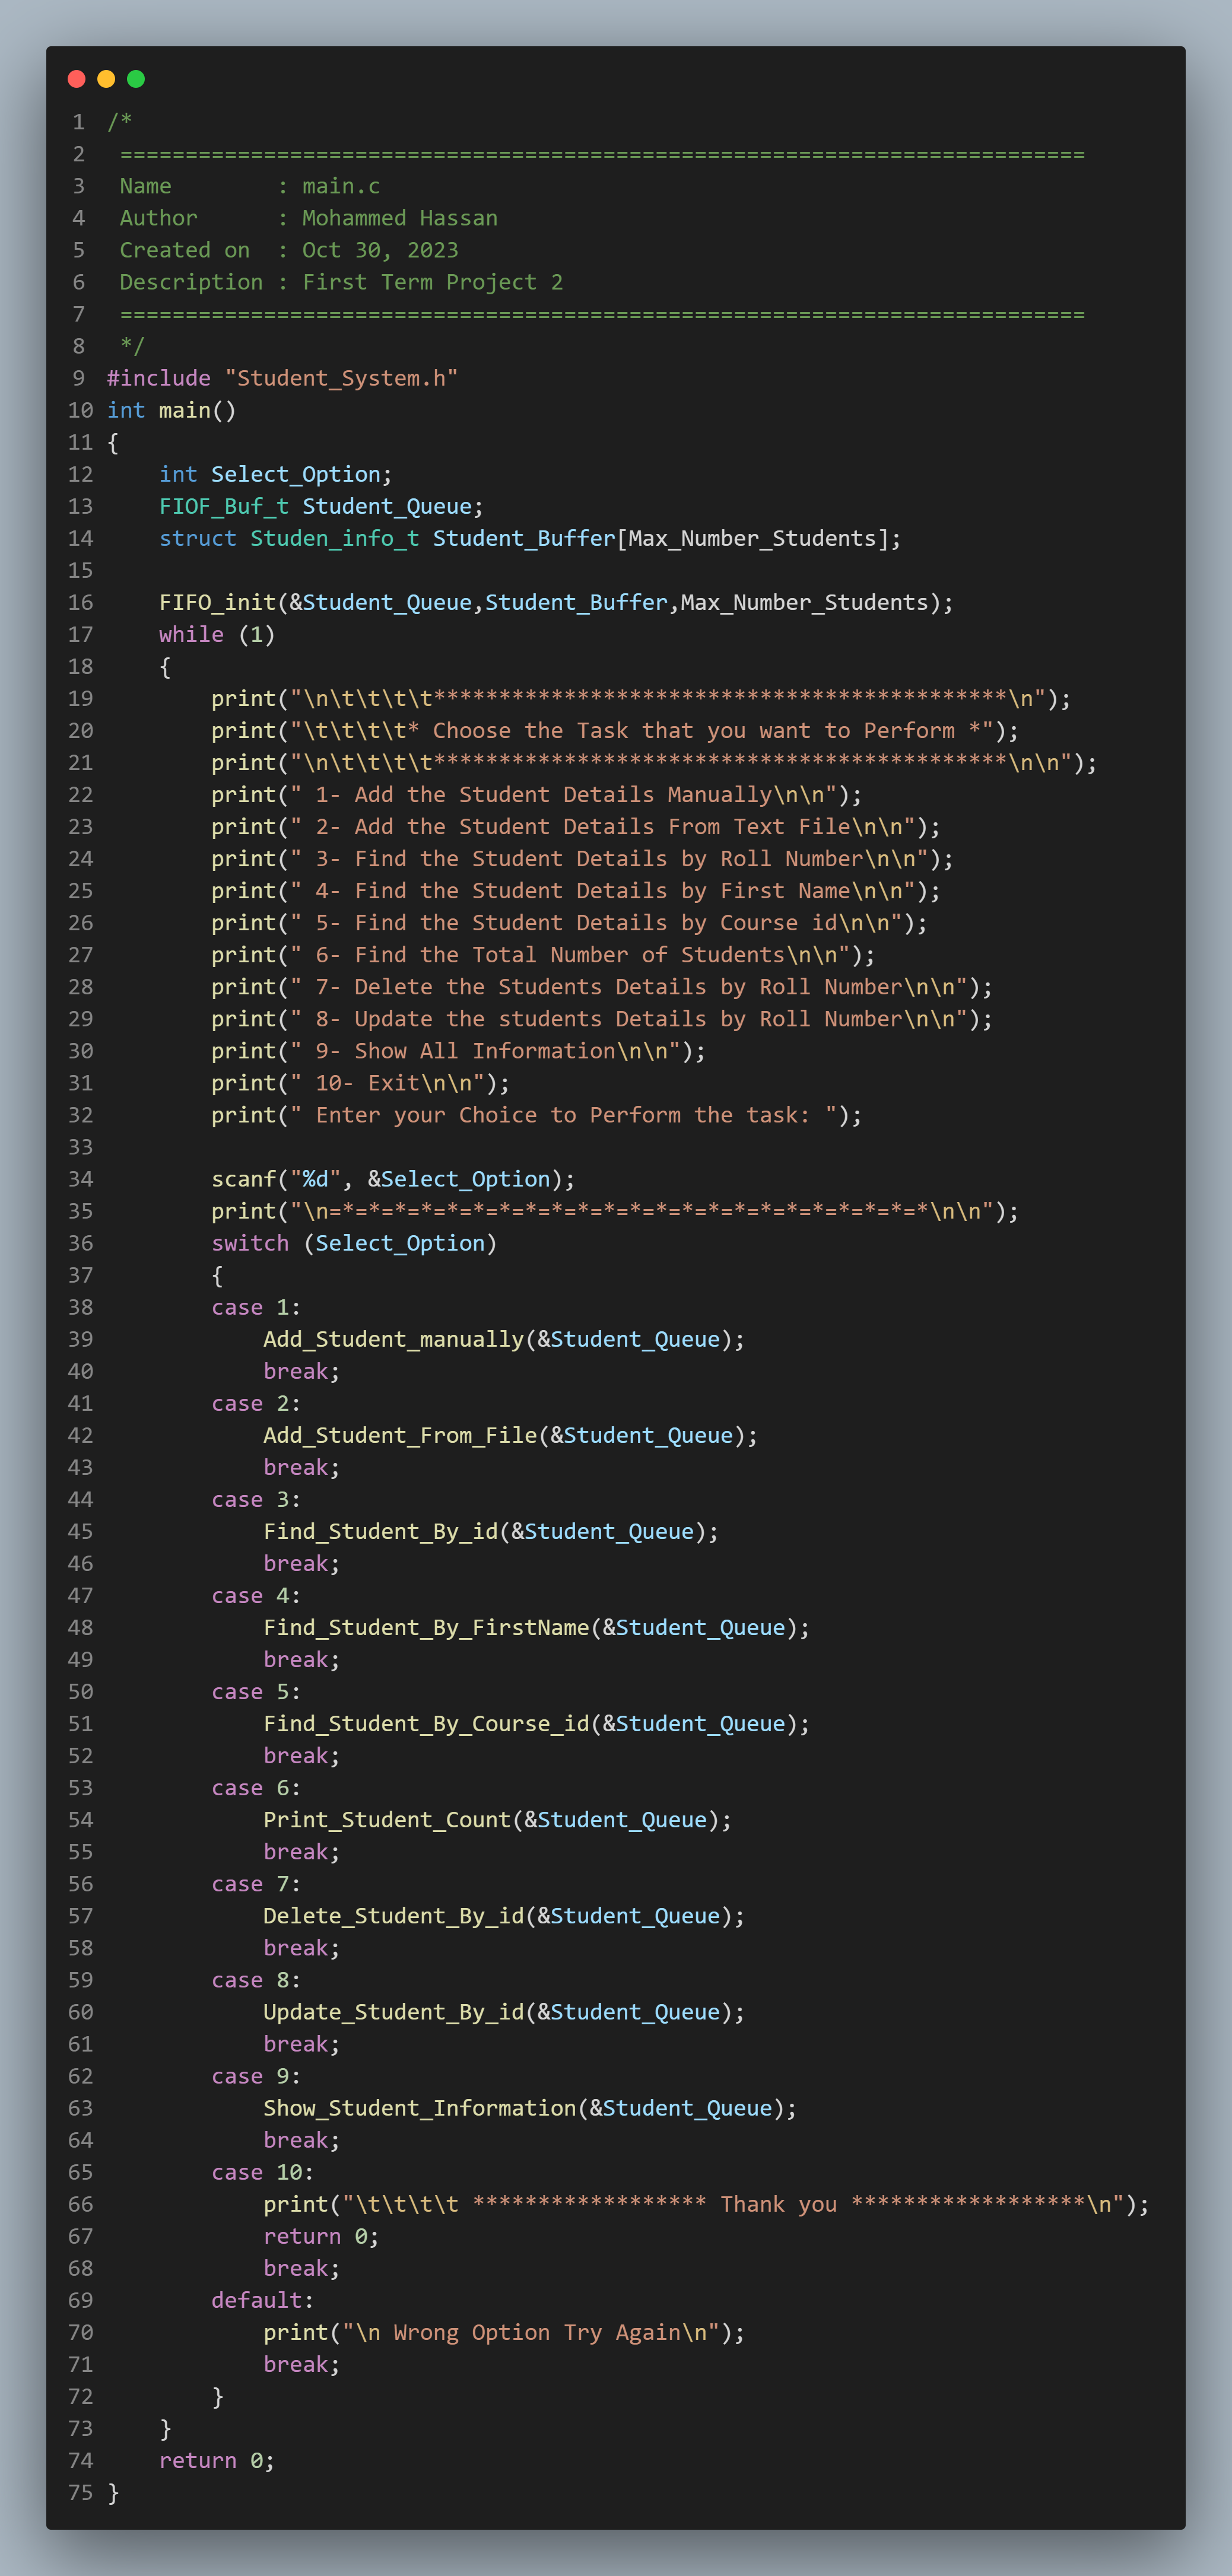 1 /*
2  ==========================================================================
3  Name        : main.c
4  Author      : Mohammed Hassan
5  Created on  : Oct 30, 2023
6  Description : First Term Project 2
7  ==========================================================================
8  */
9 #include "Student_System.h"
10 int main()
11 {
12     int Select_Option;
13     FIOF_Buf_t Student_Queue;
14     struct Studen_info_t Student_Buffer[Max_Number_Students];
15
16     FIFO_init(&Student_Queue,Student_Buffer,Max_Number_Students);
17     while (1)
18     {
19         print("\n\t\t\t\t********************************************\n");
20         print("\t\t\t\t* Choose the Task that you want to Perform *");
21         print("\n\t\t\t\t********************************************\n\n");
22         print(" 1- Add the Student Details Manually\n\n");
23         print(" 2- Add the Student Details From Text File\n\n");
24         print(" 3- Find the Student Details by Roll Number\n\n");
25         print(" 4- Find the Student Details by First Name\n\n");
26         print(" 5- Find the Student Details by Course id\n\n");
27         print(" 6- Find the Total Number of Students\n\n");
28         print(" 7- Delete the Students Details by Roll Number\n\n");
29         print(" 8- Update the students Details by Roll Number\n\n");
30         print(" 9- Show All Information\n\n");
31         print(" 10- Exit\n\n");
32         print(" Enter your Choice to Perform the task: ");
33
34         scanf("%d", &Select_Option);
35         print("\n=*=*=*=*=*=*=*=*=*=*=*=*=*=*=*=*=*=*=*=*=*=*=*\n\n");
36         switch (Select_Option)
37         {
38         case 1:
39             Add_Student_manually(&Student_Queue);
40             break;
41         case 2:
42             Add_Student_From_File(&Student_Queue);
43             break;
44         case 3:
45             Find_Student_By_id(&Student_Queue);
46             break;
47         case 4:
48             Find_Student_By_FirstName(&Student_Queue);
49             break;
50         case 5:
51             Find_Student_By_Course_id(&Student_Queue);
52             break;
53         case 6:
54             Print_Student_Count(&Student_Queue);
55             break;
56         case 7:
57             Delete_Student_By_id(&Student_Queue);
58             break;
59         case 8:
60             Update_Student_By_id(&Student_Queue);
61             break;
62         case 9:
63             Show_Student_Information(&Student_Queue);
64             break;
65         case 10:
66             print("\t\t\t\t ****************** Thank you ******************\n");
67             return 0;
68             break;
69         default:
70             print("\n Wrong Option Try Again\n");
71             break;
72         }
73     }
74     return 0;
75 }